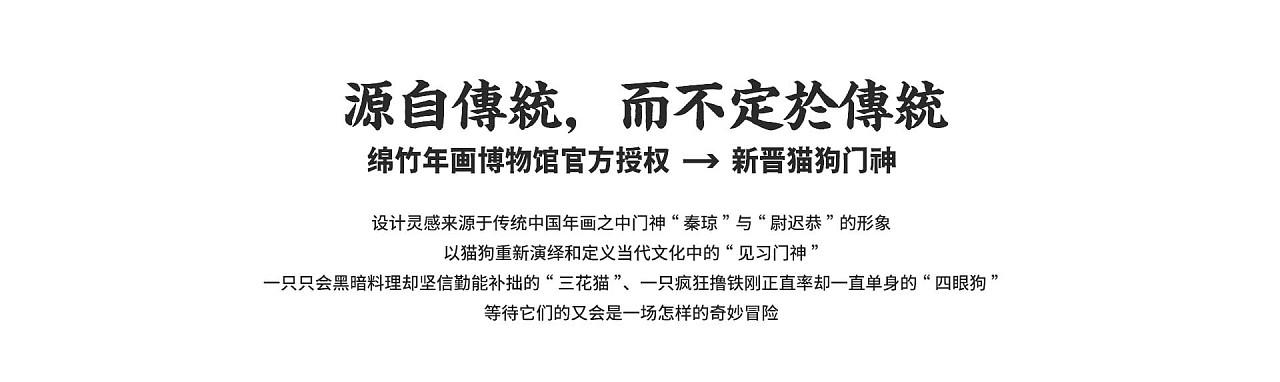 源自傳統，而不定於傳統
绵竹年画博物馆官方授权 → 新晋猫狗门神
设计灵感来源于传统中国年画之中门神“秦琼”与“尉迟恭”的形象
以猫狗重新演绎和定义当代文化中的“见习门神”
一只只会黑暗料理却坚信勤能补拙的“三花猫”、一只疯狂撸铁刚正直率却一直单身的“四眼狗”
等待它们的又会是一场怎样的奇妙冒险